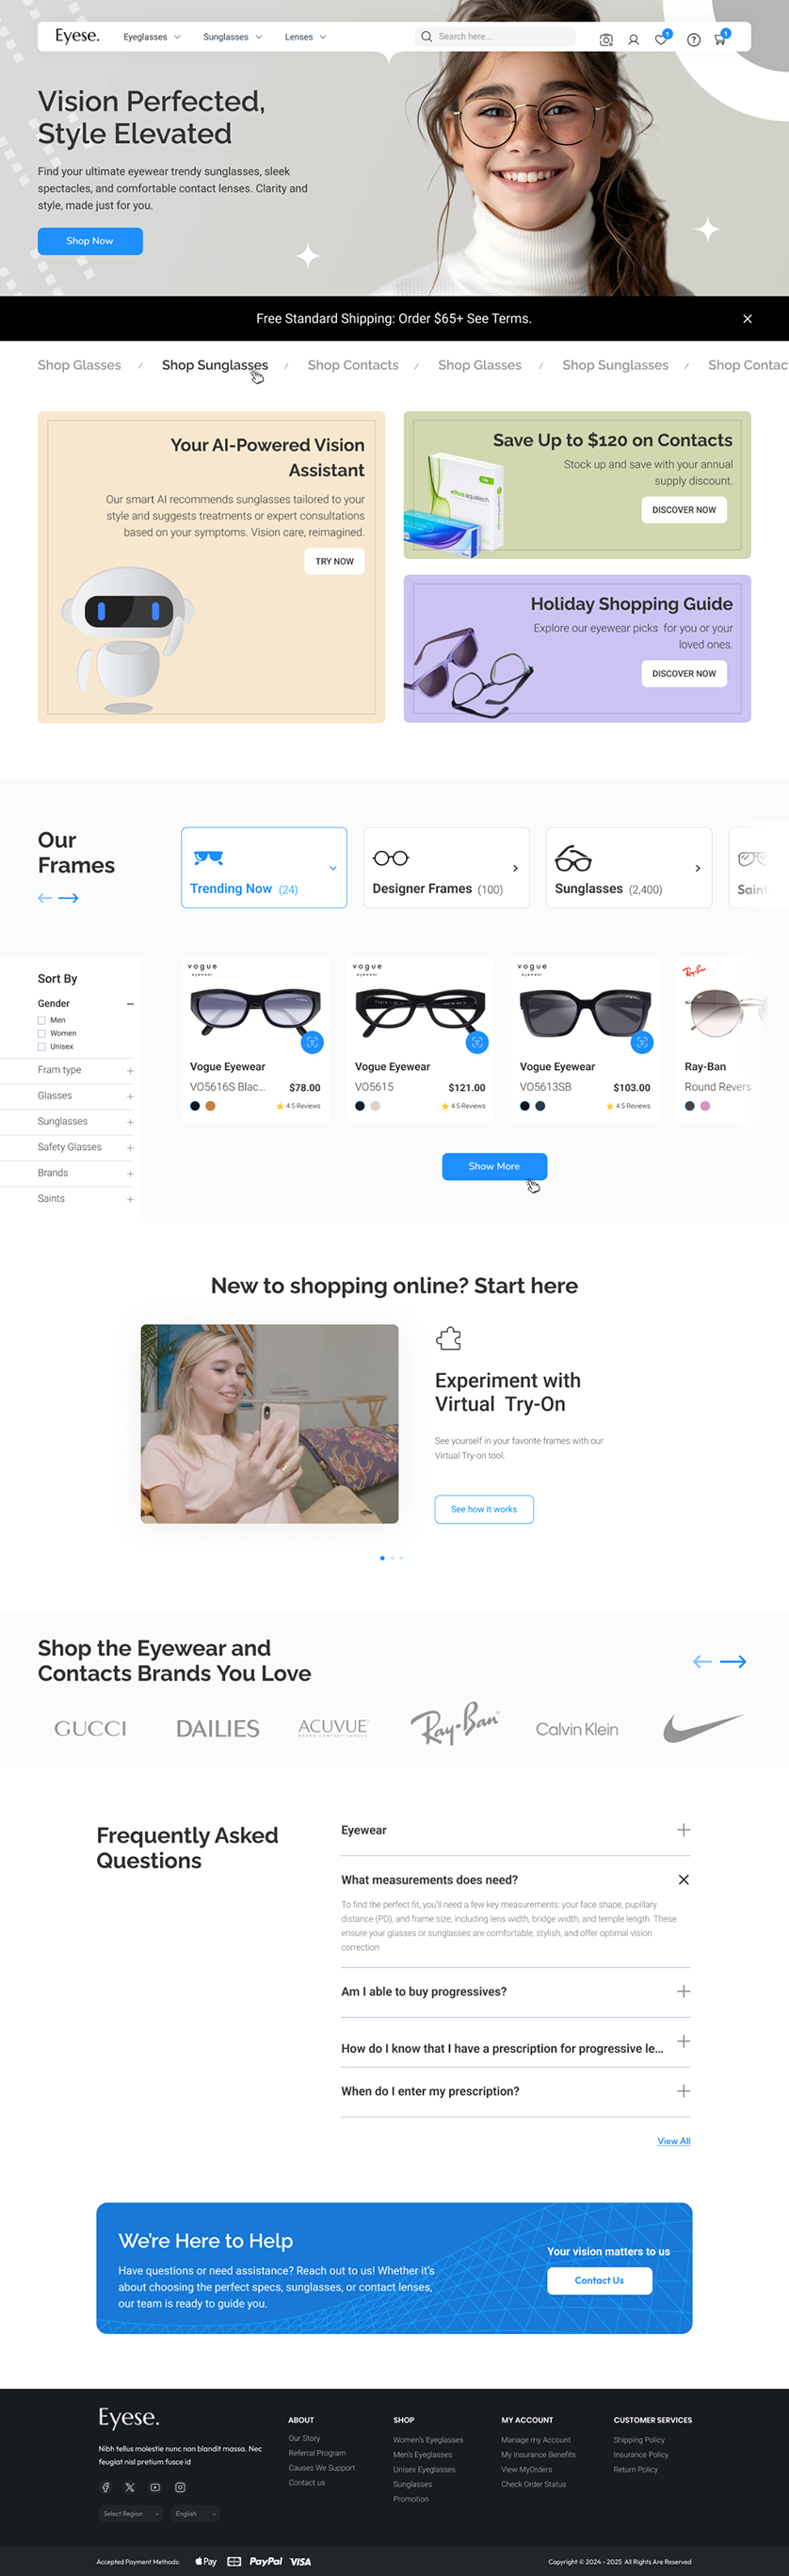 Eyese.
Eyeglasses
Sunglasses
Lenses
Search here...
1
1
Vision Perfected,
Style Elevated
Find your ultimate eyewear trendy sunglasses, sleek
spectacles, and comfortable contact lenses. Clarity and
style, made just for you.
Shop Now
Free Standard Shipping: Order $65+ See Terms.
Shop Glasses / Shop Sunglasses / Shop Contacts / Shop Glasses / Shop Sunglasses / Shop Contac
Your AI-Powered Vision
Assistant
Our smart AI recommends sunglasses tailored to your
style and suggests treatments or expert consultations
based on your symptoms. Vision care, reimagined.
TRY NOW
Save Up to $120 on Contacts
Stock up and save with your annual
supply discount.
DISCOVER NOW
Holiday Shopping Guide
Explore our eyewear picks for you or your
loved ones.
DISCOVER NOW
Our
Frames
Trending Now (24)
Designer Frames (100)
Sunglasses (2,400)
Saint
Sort By
Gender
Men
Women
Unisex
Fram type
Glasses
Sunglasses
Safety Glasses
Brands
Saints
vogue
eyewear
Vogue Eyewear
VO5616S Blac... $78.00
4.5 Reviews
vogue
eyewear
Vogue Eyewear
VO5615 $121.00
4.5 Reviews
vogue
eyewear
Vogue Eyewear
VO5613SB $103.00
4.5 Reviews
Ray-Ban
Ray-Ban
Round Revers
Show More
New to shopping online? Start here
Experiment with
Virtual Try-On
See yourself in your favorite frames with our
Virtual Try-on tool.
See how it works
Shop the Eyewear and
Contacts Brands You Love
GUCCI
DAILIES
ACUVUE
BRAND CONTACT LENSES
Ray-Ban
Calvin Klein
Frequently Asked
Questions
Eyewear
What measurements does need?
To find the perfect fit, you'll need a few key measurements: your face shape, pupillary
distance (PD), and frame size, including lens width, bridge width, and temple length. These
ensure your glasses or sunglasses are comfortable, stylish, and offer optimal vision
correction
Am I able to buy progressives?
How do I know that I have a prescription for progressive le...
When do I enter my prescription?
View All
We're Here to Help
Have questions or need assistance? Reach out to us! Whether it's
about choosing the perfect specs, sunglasses, or contact lenses,
our team is ready to guide you.
Your vision matters to us
Contact Us
Eyese.
Nibh tellus molestie nunc non blandit massa. Nec
feugiat nisl pretium fusce id
Select Region
English
ABOUT
Our Story
Referral Program
Causes We Support
Contact us
SHOP
Women's Eyeglasses
Men's Eyeglasses
Unisex Eyeglasses
Sunglasses
Promotion
MY ACCOUNT
Manage my Account
My Insurance Benefits
View MyOrders
Check Order Status
CUSTOMER SERVICES
Shipping Policy
Insurance Policy
Return Policy
Accepted Payment Methods:
Pay
PayPal
VISA
Copyright © 2024 - 2025 All Rights Are Reserved